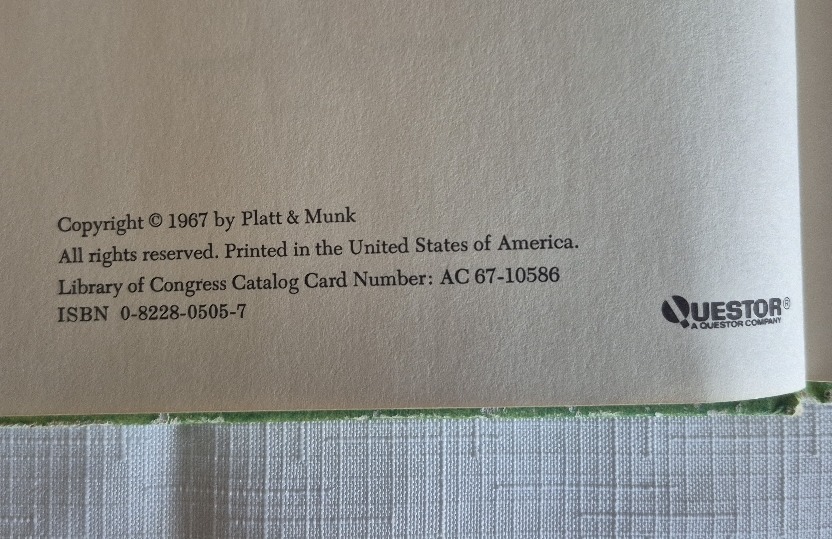 Copyright © 1967 by Platt & Munk
All rights reserved. Printed in the United States of America.
Library of Congress Catalog Card Number: AC 67-10586
ISBN 0-8228-0505-7
QUESTOR®
A QUESTOR COMPANY